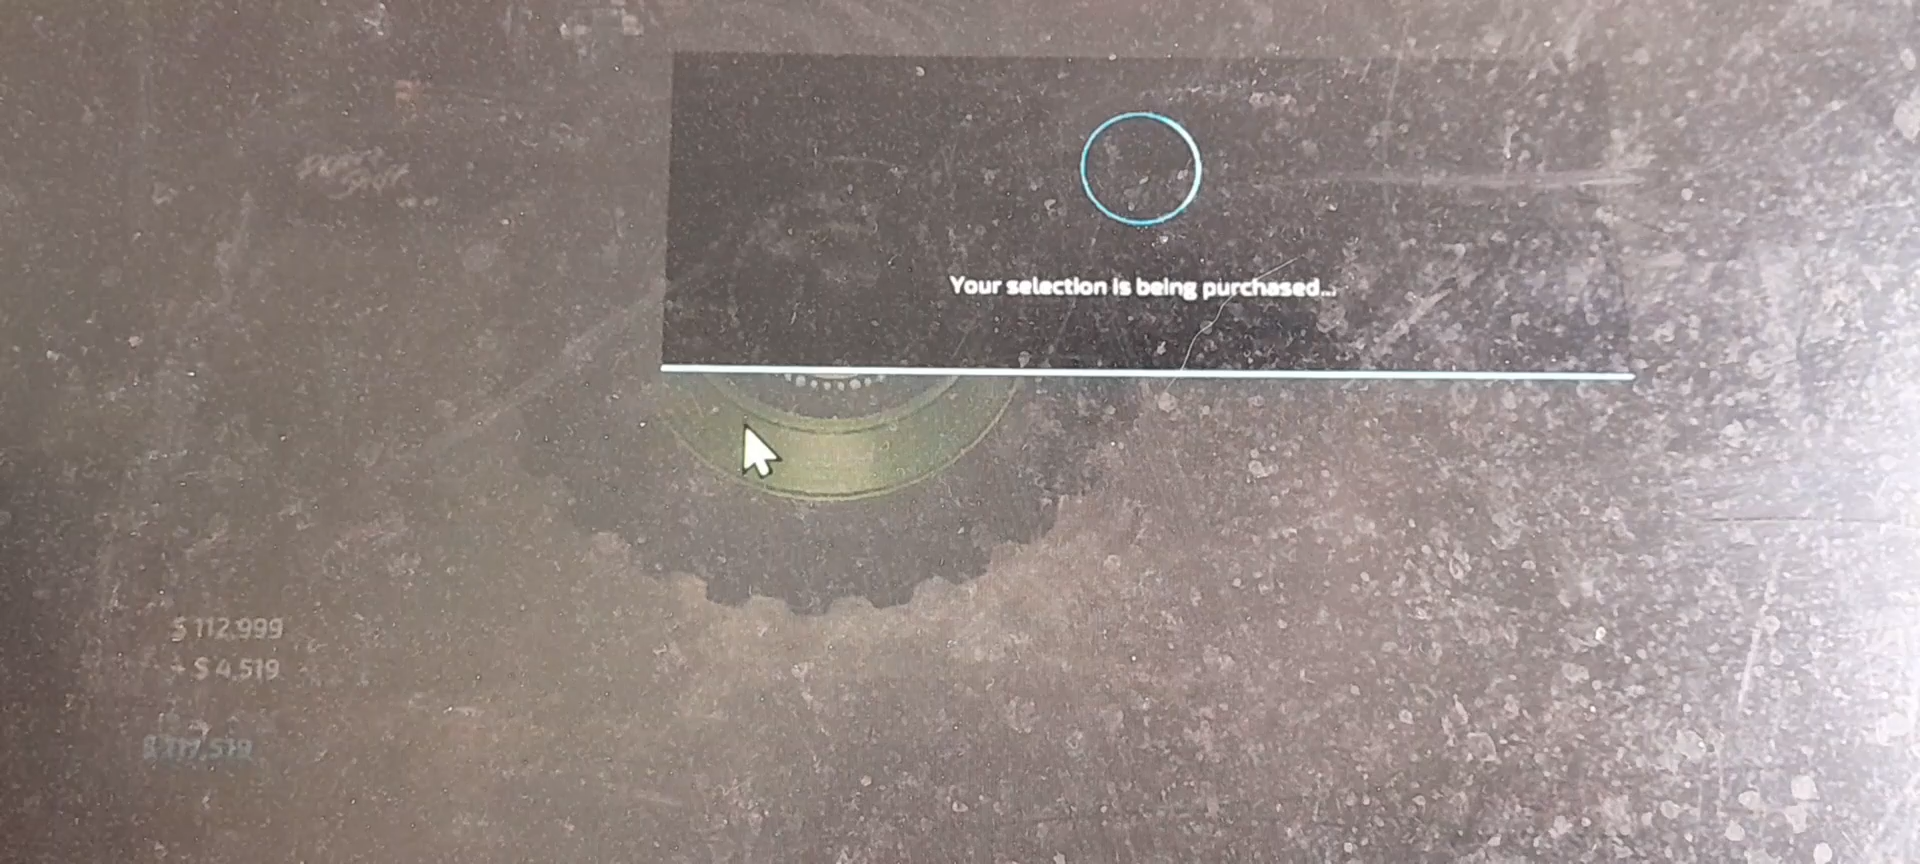 Your selection is being purchased...
$ 112.999
+ $ 4.519